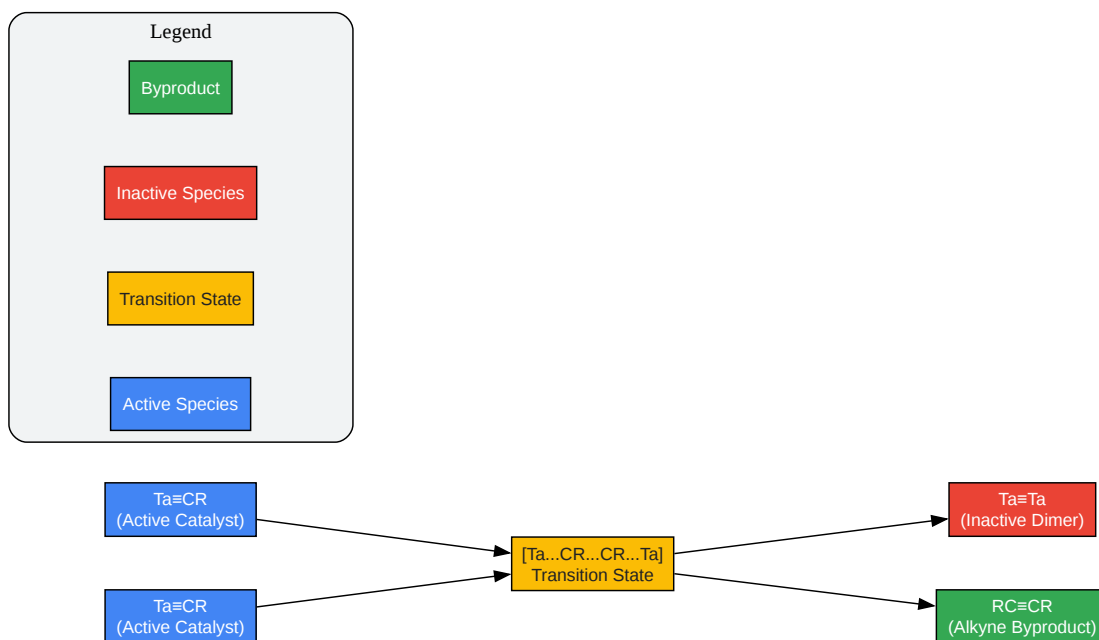 Legend
Byproduct
Inactive Species
Transition State
Active Species
Ta≡CR
(Active Catalyst)
Ta≡CR
(Active Catalyst)
[Ta...CR...CR...Ta]
Transition State
Ta≡Ta
(Inactive Dimer)
RC≡CR
(Alkyne Byproduct)